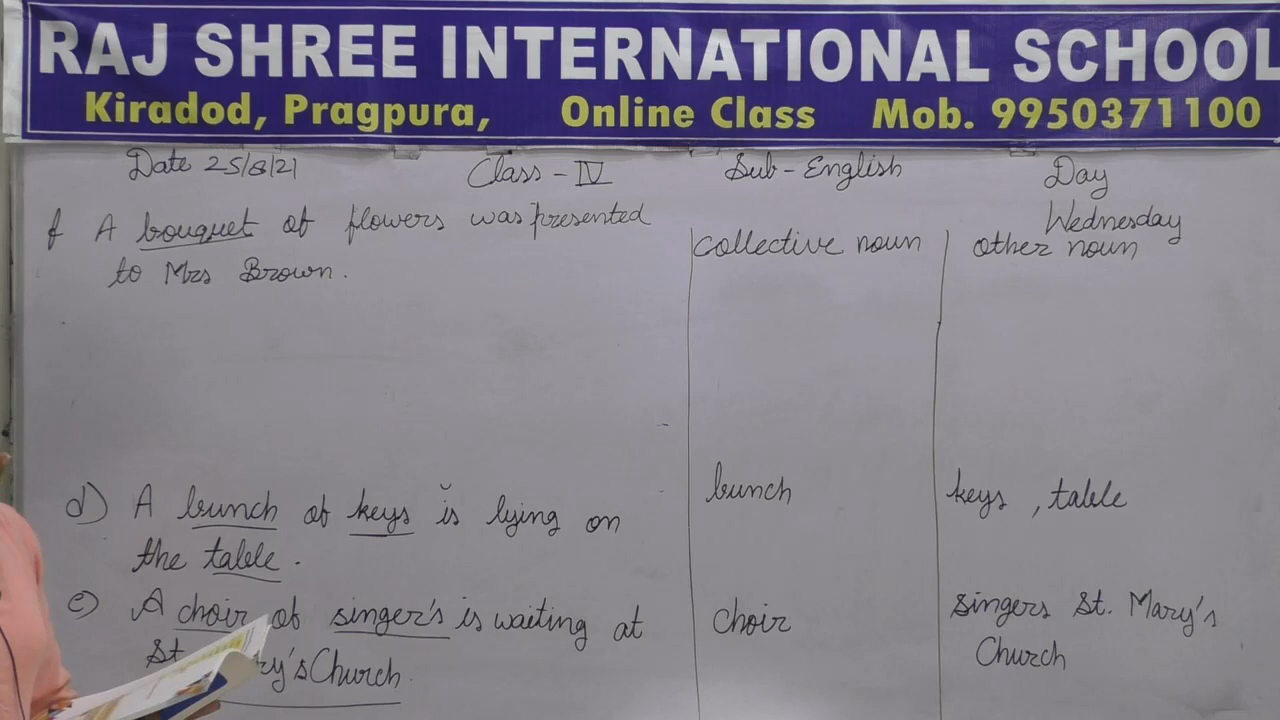 RAJ SHREE INTERNATIONAL SCHOOL
Kiradod, Pragpura, Online Class Mob. 9950371100
Date 25/8/21 Class - IV Sub - English Day
Wednesday
f A bouquet of flowers was presented
to Mrs Brown.
collective noun other noun
d) A bunch of keys is lying on
the table.
bunch keys, table
e) A choir of singer's is waiting at
St. ry's Church.
choir singers St. Mary's
Church